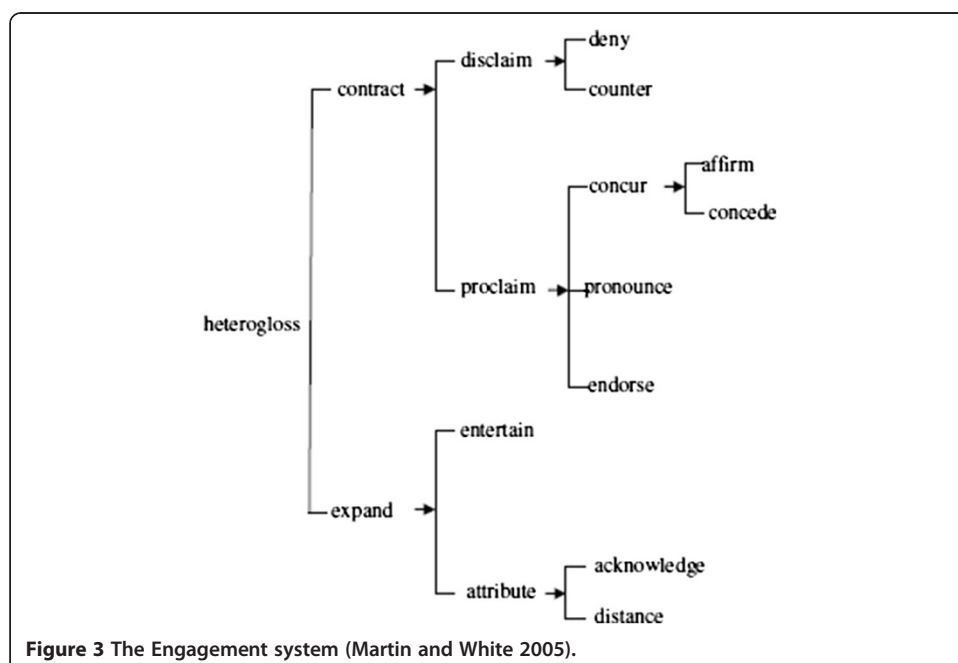 deny
disclaim
contract
counter
affirm
concur
concede
proclaim
pronounce
heterogloss
endorse
entertain
expand
acknowledge
attribute
distance
Figure 3 The Engagement system (Martin and White 2005).